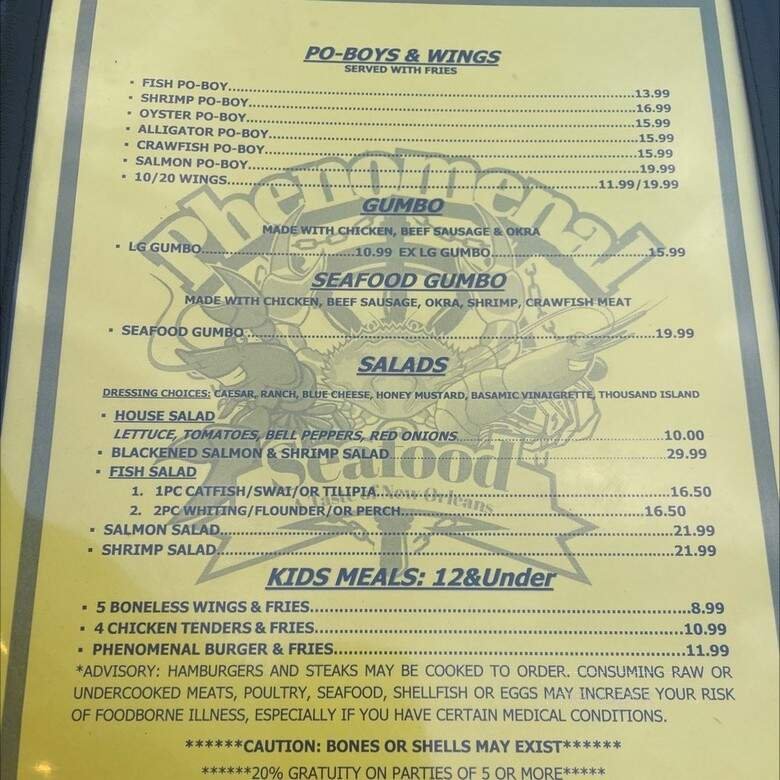 PO-BOYS & WINGS
SERVED WITH FRIES
▪ FISH PO-BOY...13.99
▪ SHRIMP PO-BOY...16.99
▪ OYSTER PO-BOY...15.99
▪ ALLIGATOR PO-BOY...15.99
▪ CRAWFISH PO-BOY...15.99
▪ SALMON PO-BOY...19.99
▪ 10/20 WINGS...11.99/19.99
Phenomenal
GUMBO
MADE WITH CHICKEN, BEEF SAUSAGE & OKRA
▪ LG GUMBO...10.99 EX LG GUMBO...15.99
SEAFOOD GUMBO
MADE WITH CHICKEN, BEEF SAUSAGE, OKRA, SHRIMP, CRAWFISH MEAT
▪ SEAFOOD GUMBO...19.99
SALADS
DRESSING CHOICES: CAESAR, RANCH, BLUE CHEESE, HONEY MUSTARD, BASAMIC VINAIGRETTE, THOUSAND ISLAND
▪ HOUSE SALAD
LETTUCE, TOMATOES, BELL PEPPERS, RED ONIONS...10.00
▪ BLACKENED SALMON & SHRIMP SALAD...29.99
Seafood
▪ FISH SALAD
1. 1PC CATFISH/SWAI/OR TILIPIA...16.50
A Taste of New Orleans
2. 2PC WHITING/FLOUNDER/OR PERCH...16.50
▪ SALMON SALAD...21.99
▪ SHRIMP SALAD...21.99
KIDS MEALS: 12&Under
▪ 5 BONELESS WINGS & FRIES...8.99
▪ 4 CHICKEN TENDERS & FRIES...10.99
▪ PHENOMENAL BURGER & FRIES...11.99
*ADVISORY: HAMBURGERS AND STEAKS MAY BE COOKED TO ORDER. CONSUMING RAW OR
UNDERCOOKED MEATS, POULTRY, SEAFOOD, SHELLFISH OR EGGS MAY INCREASE YOUR RISK
OF FOODBORNE ILLNESS, ESPECIALLY IF YOU HAVE CERTAIN MEDICAL CONDITIONS.
******CAUTION: BONES OR SHELLS MAY EXIST******
******20% GRATUITY ON PARTIES OF 5 OR MORE*****